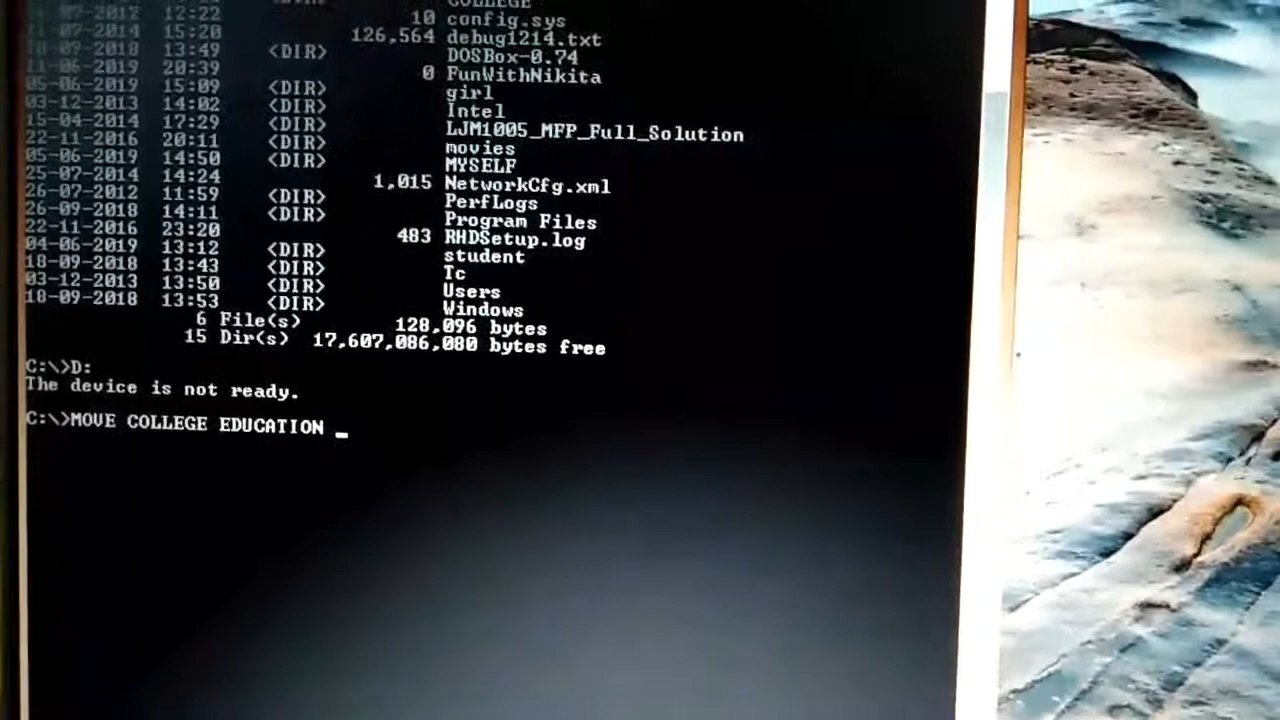 COLLEGE
12:22 10 config.sys
11-07-2014 15:20 126,564 debug1214.txt
18-09-2018 13:49 <DIR> DOSBox-0.74
11-06-2019 20:39 0 FunWithNikita
05-06-2019 15:09 <DIR> girl
03-12-2013 14:02 <DIR> Intel
15-04-2014 17:29 <DIR> LJM1005_MFP_Full_Solution
22-11-2016 20:11 <DIR> movies
05-06-2019 14:50 <DIR> MYSELF
25-07-2014 14:24 1,015 NetworkCfg.xml
26-07-2012 11:59 <DIR> PerfLogs
26-09-2018 14:11 <DIR> Program Files
22-11-2016 23:20 483 RHDSetup.log
04-06-2019 13:12 <DIR> student
18-09-2018 13:43 <DIR> Tc
03-12-2013 13:50 <DIR> Users
18-09-2018 13:53 <DIR> Windows
6 File(s) 128,096 bytes
15 Dir(s) 17,607,086,080 bytes free
C:\>D:
The device is not ready.
C:\>MOVE COLLEGE EDUCATION _